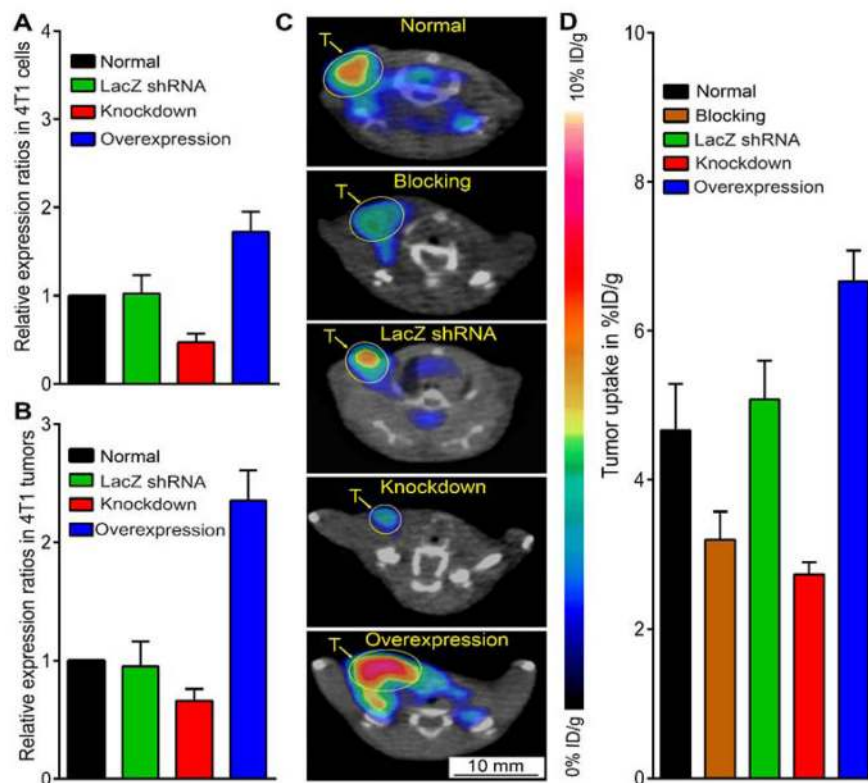 A
Relative expression ratios in 4T1 cells
4
3
2
1
0
Normal
LacZ shRNA
Knockdown
Overexpression
B
Relative expression ratios in 4T1 tumors
3
2
1
0
Normal
LacZ shRNA
Knockdown
Overexpression
C
Normal
T
Blocking
T
LacZ shRNA
T
Knockdown
T
Overexpression
T
10 mm
10% ID/g
0% ID/g
D
Tumor uptake in %ID/g
10
8
6
4
2
0
Normal
Blocking
LacZ shRNA
Knockdown
Overexpression